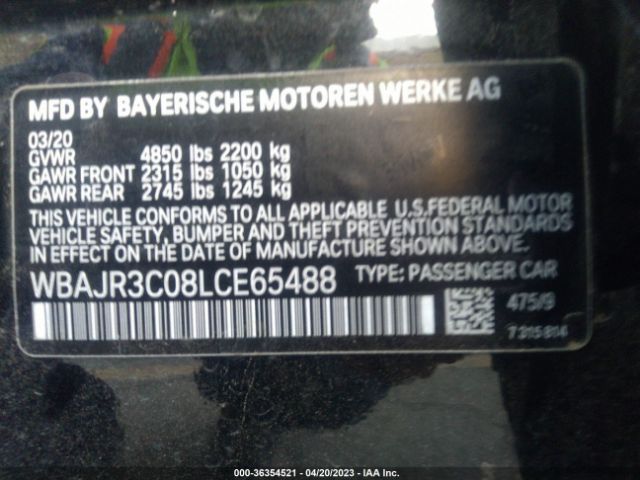 MFD BY BAYERISCHE MOTOREN WERKE AG
03/20
GVWR 4850 lbs 2200 kg
GAWR FRONT 2315 lbs 1050 kg
GAWR REAR 2745 lbs 1245 kg
THIS VEHICLE CONFORMS TO ALL APPLICABLE U.S.FEDERAL MOTOR
VEHICLE SAFETY, BUMPER AND THEFT PREVENTION STANDARDS
IN EFFECT ON THE DATE OF MANUFACTURE SHOWN ABOVE.
WBAJR3C08LCE65488 TYPE: PASSENGER CAR
475/9
7 315 814
000-36354521 - 04/20/2023 - IAA Inc.